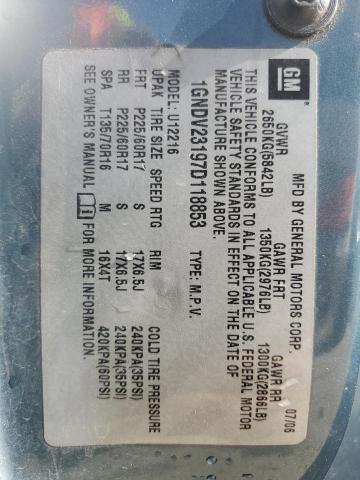 GM
MFD BY GENERAL MOTORS CORP.
07/06
GVWR GAWR FRT GAWR RR
2650KG(5842LB) 1350KG(2976LB) 1300KG(2866LB)
THIS VEHICLE CONFORMS TO ALL APPLICABLE U.S. FEDERAL MOTOR
VEHICLE SAFETY STANDARDS IN EFFECT ON THE DATE OF
MANUFACTURE SHOWN ABOVE.
1GNDV23197D118853 TYPE: M.P.V.
MODEL: U12216
UPAK TIRE SIZE SPEED RTG RIM COLD TIRE PRESSURE
FRT P225/60R17 S 17X6.5J 240KPA(35PSI)
RR P225/60R17 S 17X6.5J 240KPA(35PSI)
SPA T135/70R16 M 16X4T 420KPA(60PSI)
SEE OWNER'S MANUAL FOR MORE INFORMATION.